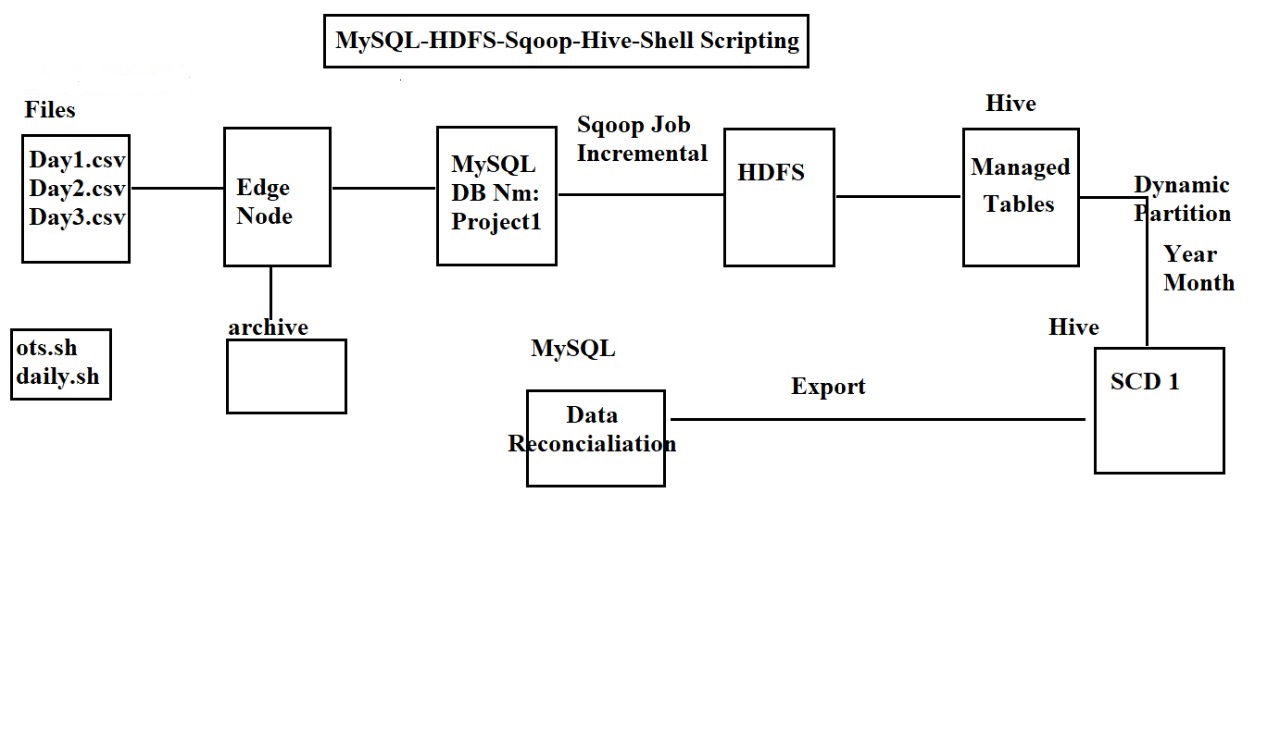 MySQL-HDFS-Sqoop-Hive-Shell Scripting
Files
Day1.csv
Day2.csv
Day3.csv
Edge
Node
MySQL
DB Nm:
Project1
Sqoop Job
Incremental
HDFS
Hive
Managed
Tables
Dynamic
Partition
Year
Month
ots.sh
daily.sh
archive
MySQL
Data
Reconcialiation
Export
Hive
SCD 1